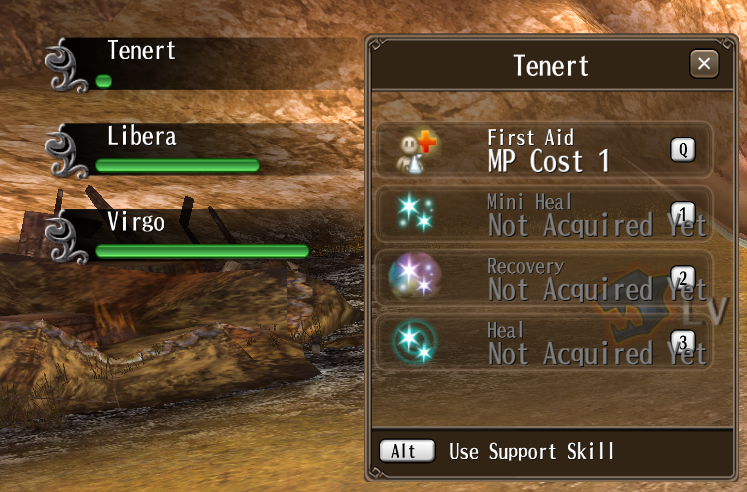 Tenert
Libera
Virgo
Tenert
First Aid
MP Cost 1
Q
Mini Heal
Not Acquired Yet
1
Recovery
Not Acquired Yet
2
Heal
Not Acquired Yet
3
LV
Alt Use Support Skill